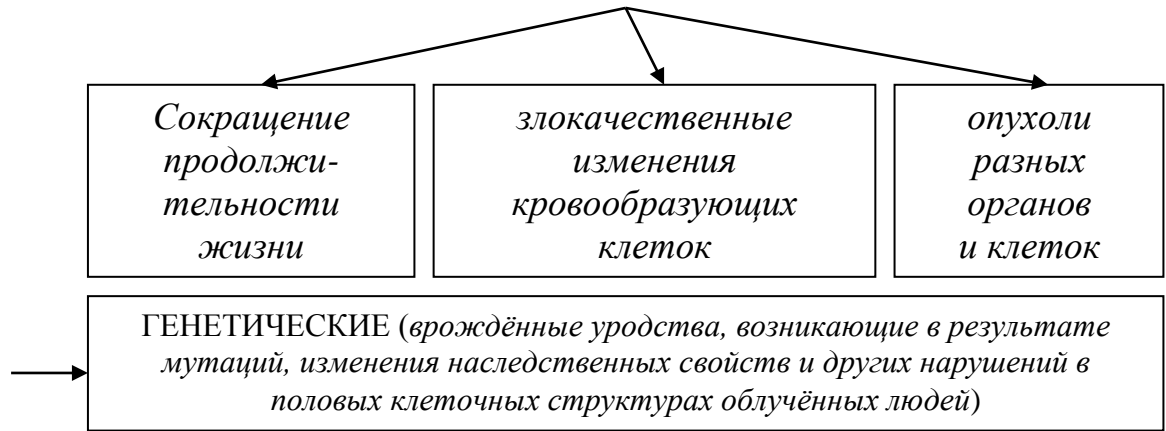 Сокращение
продолжи-
тельности
жизни
злокачественные
изменения
кровообразующих
клеток
опухоли
разных
органов
и клеток
ГЕНЕТИЧЕСКИЕ (врождённые уродства, возникающие в результате
мутаций, изменения наследственных свойств и других нарушений в
половых клеточных структурах облучённых людей)